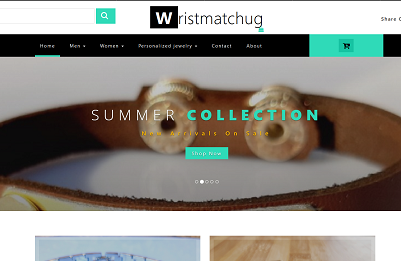 Wristmatchug
Share O
Home Men Women Personalized Jewelry Contact About
SUMMER COLLECTION
New Arrivals On Sale
Shop Now